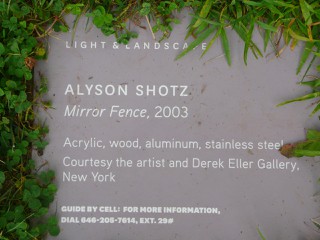 LIGHT & LANDSCAPE
ALYSON SHOTZ
Mirror Fence, 2003
Acrylic, wood, aluminum, stainless steel
Courtesy the artist and Derek Eller Gallery,
New York
GUIDE BY CELL: FOR MORE INFORMATION,
DIAL 646-205-7614, EXT. 29#